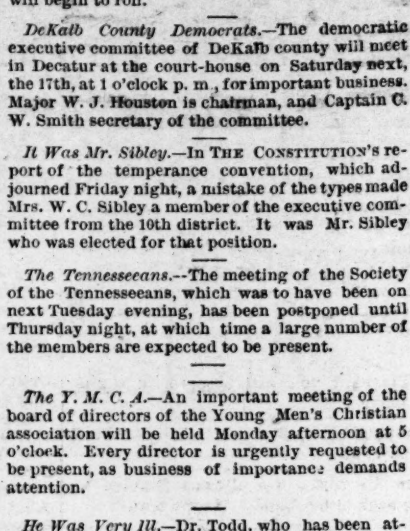 will begin to roll.
DeKalb County Democrats.—The democratic
executive committee of DeKalb county will meet
in Decatur at the court-house on Saturday next,
the 17th, at 1 o'clock p. m., for important business.
Major W. J. Houston is chairman, and Captain C.
W. Smith secretary of the committee.
It Was Mr. Sibley.—In THE CONSTITUTION'S re-
port of the temperance convention, which ad-
journed Friday night, a mistake of the types made
Mrs. W. C. Sibley a member of the executive com-
mittee from the 10th district. It was Mr. Sibley
who was elected for that position.
The Tennesseeans.--The meeting of the Society
of the Tennesseeans, which was to have been on
next Tuesday evening, has been postponed until
Thursday night, at which time a large number of
the members are expected to be present.
The Y. M. C. A.—An important meeting of the
board of directors of the Young Men's Christian
association will be held Monday afternoon at 5
o'clock. Every director is urgently requested to
be present, as business of importance demands
attention.
He Was Very Ill.—Dr. Todd, who has been at-